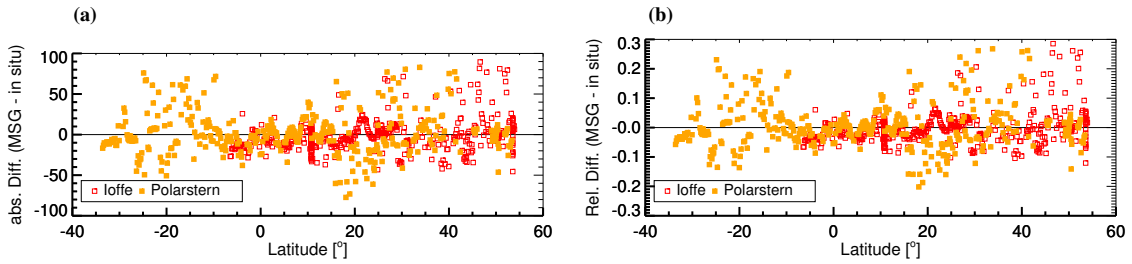 (a)
abs. Diff. (MSG - in situ)
100
50
0
-50
-100
Ioffe Polarstern
-40 -20 0 20 40 60
Latitude [°]
(b)
Rel. Diff. (MSG - in situ)
0.3
0.2
0.1
-0.0
-0.1
-0.2
-0.3
Ioffe Polarstern
-40 -20 0 20 40 60
Latitude [°]